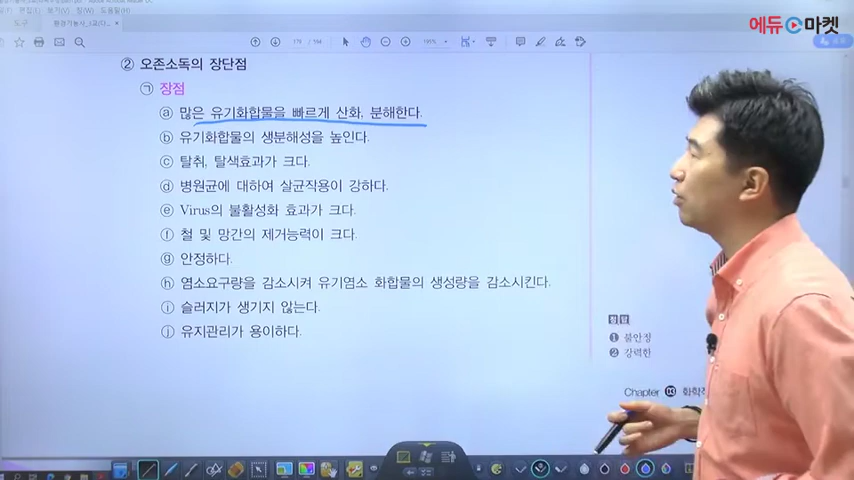 에듀마켓
도구
179 / 194
② 오존소독의 장단점
㉠ 장점
ⓐ 많은 유기화합물을 빠르게 산화, 분해한다.
ⓑ 유기화합물의 생분해성을 높인다.
ⓒ 탈취, 탈색효과가 크다.
ⓓ 병원균에 대하여 살균작용이 강하다.
ⓔ Virus의 불활성화 효과가 크다.
ⓕ 철 및 망간의 제거능력이 크다.
ⓖ 안정하다.
ⓗ 염소요구량을 감소시켜 유기염소 화합물의 생성량을 감소시킨다.
ⓘ 슬러지가 생기지 않는다.
ⓙ 유지관리가 용이하다.
정답
❶ 불안정
❷ 강력한
Chapter 03